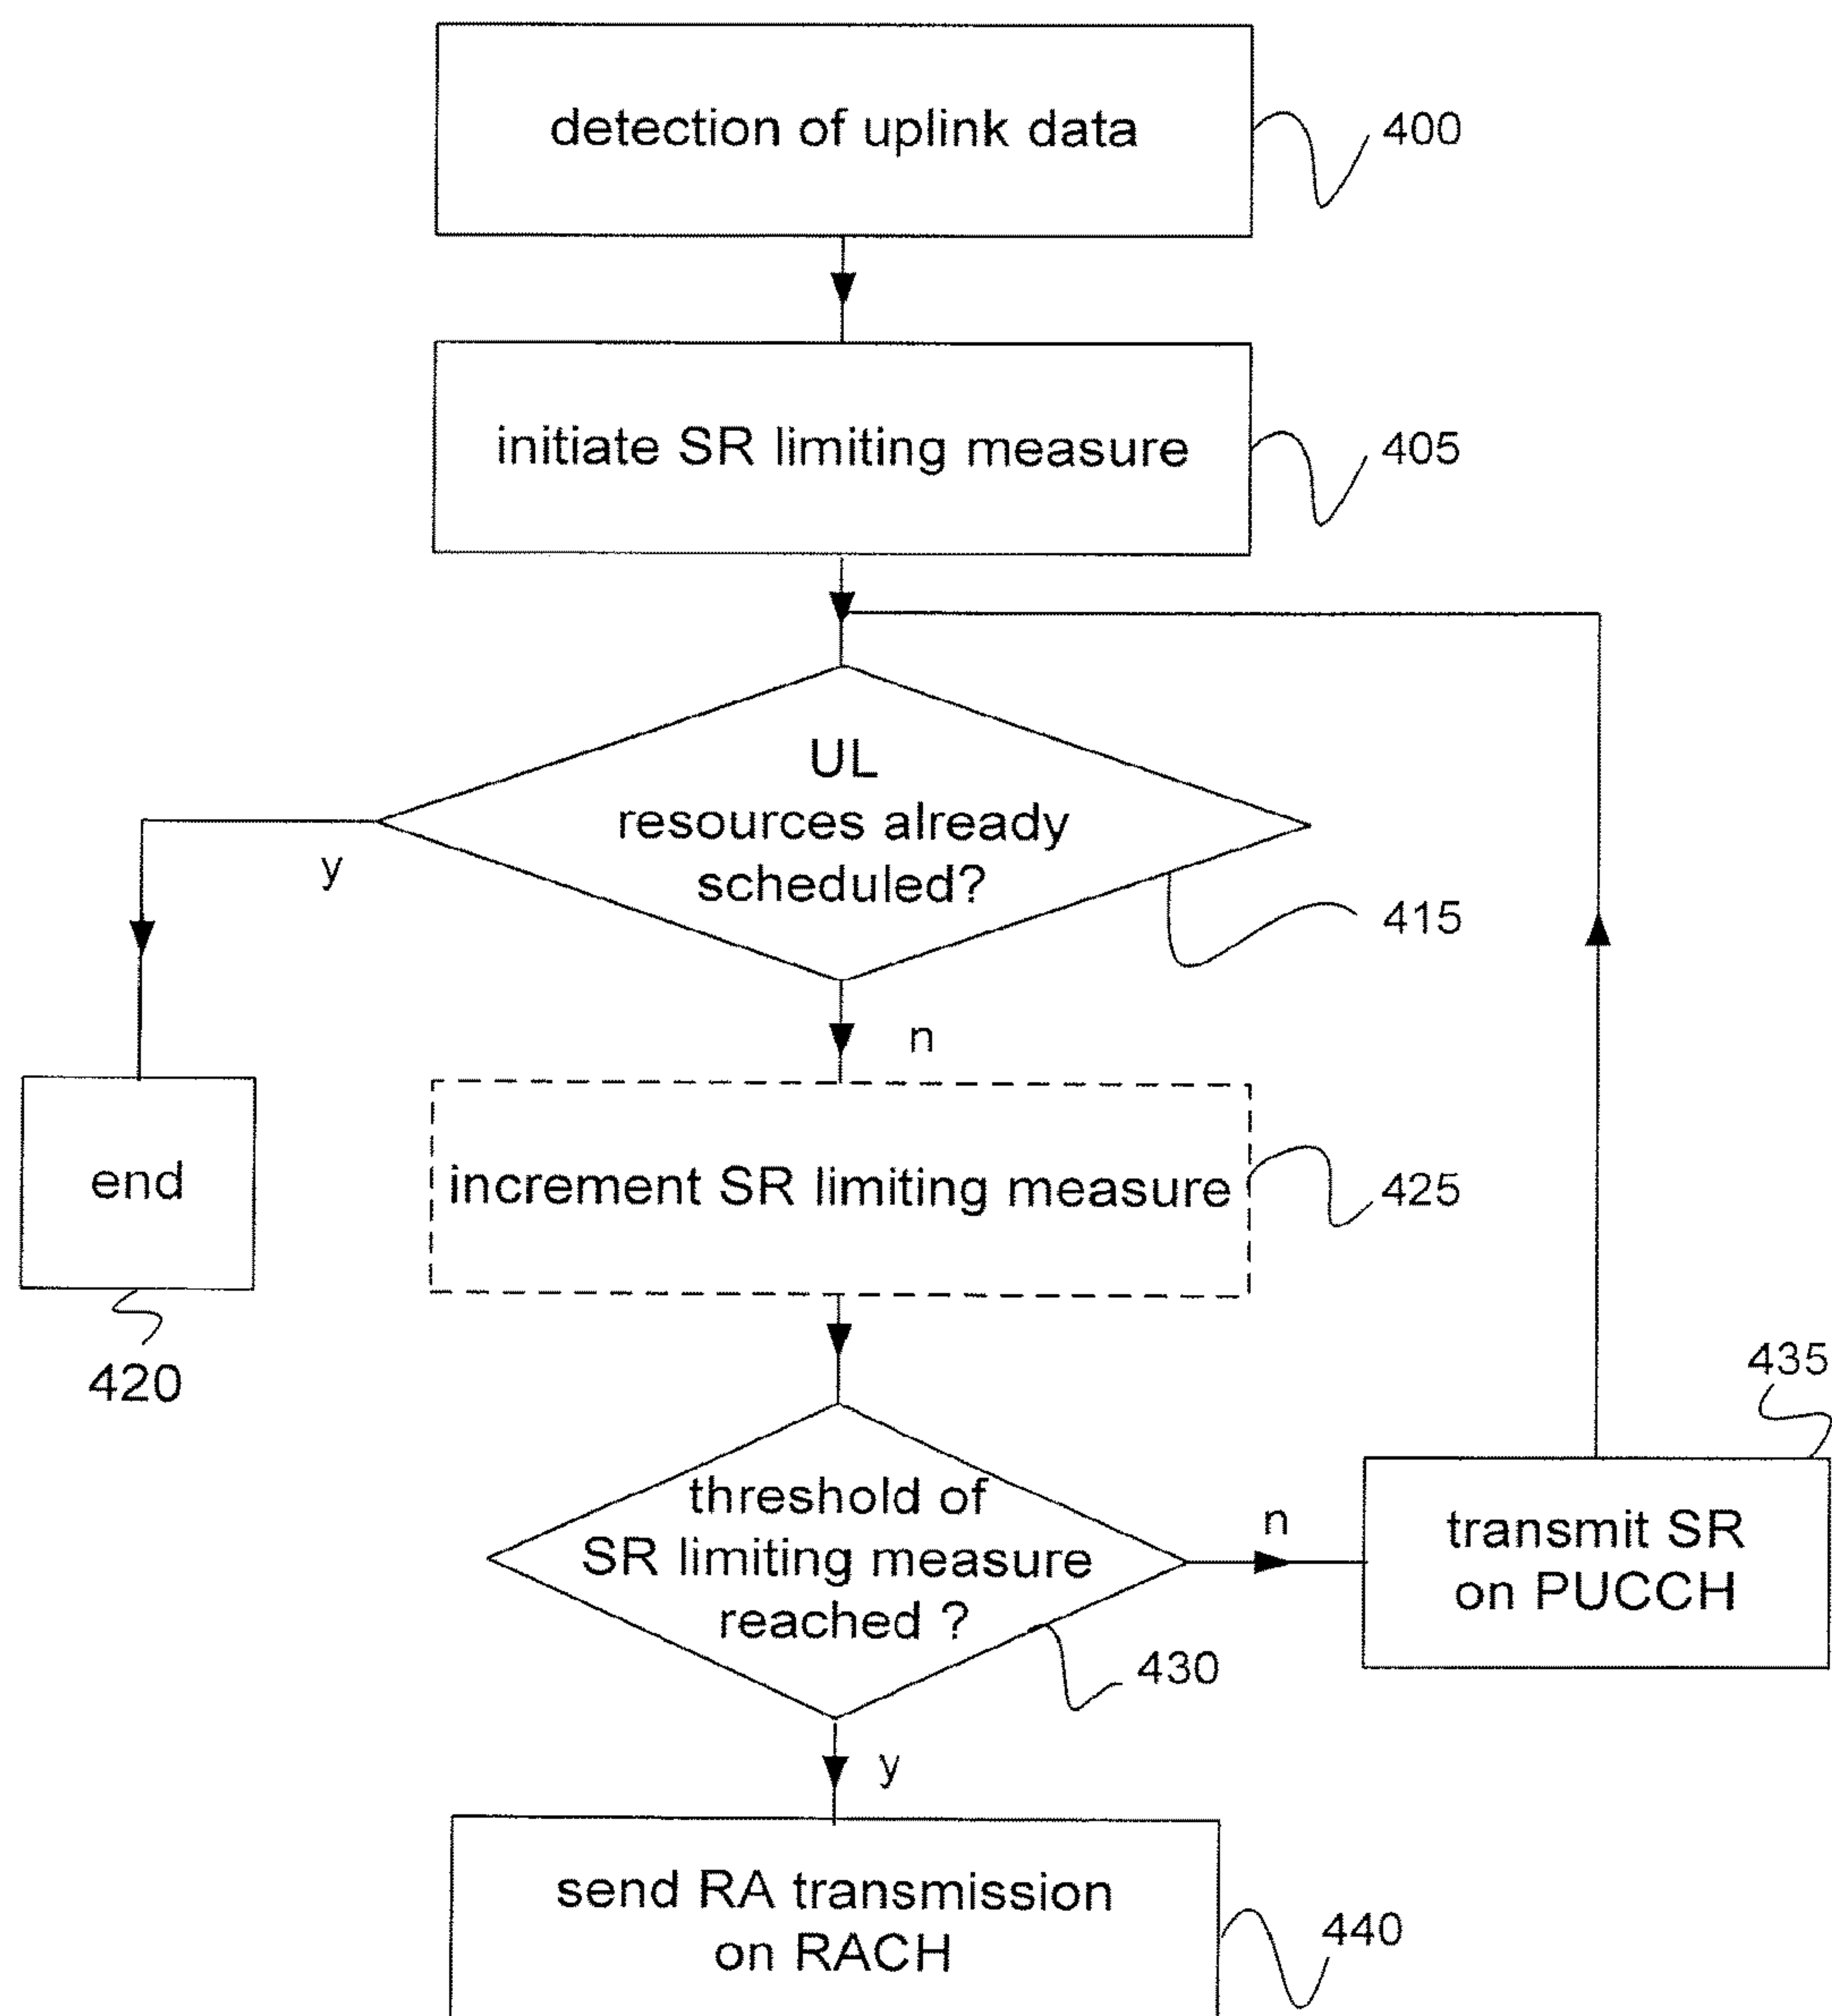 detection of uplink data
400
initiate SR limiting measure
405
UL
resources already
scheduled?
415
y
n
end
420
increment SR limiting measure
425
threshold of
SR limiting measure
reached ?
430
n
435
transmit SR
on PUCCH
y
send RA transmission
on RACH
440